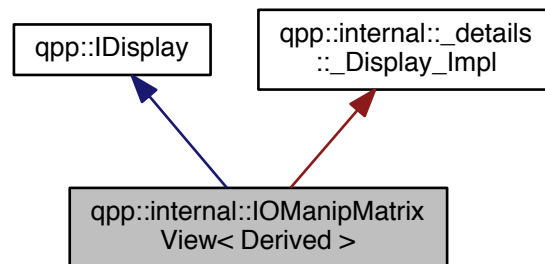 qpp::IDisplay
qpp::internal::_details
::_Display_Impl
qpp::internal::IOManipMatrix
View< Derived >